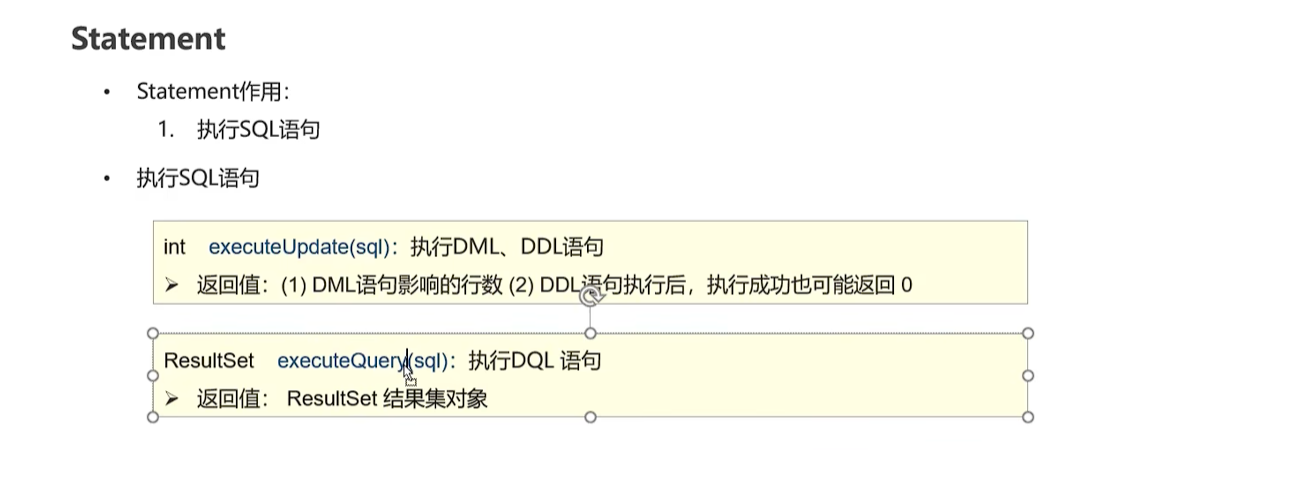 Statement
• Statement作用：
1. 执行SQL语句
• 执行SQL语句
int executeUpdate(sql)：执行DML、DDL语句
➢ 返回值：(1) DML语句影响的行数 (2) DDL语句执行后，执行成功也可能返回 0
ResultSet executeQuery(sql)：执行DQL 语句
➢ 返回值： ResultSet 结果集对象